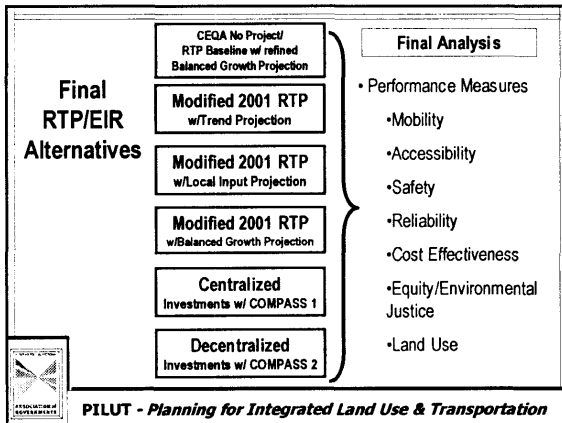 CEQA No Project/
RTP Baseline w/ refined
Balanced Growth Projection
Final
RTP/EIR
Alternatives
Modified 2001 RTP
w/Trend Projection
Modified 2001 RTP
w/Local Input Projection
Modified 2001 RTP
w/Balanced Growth Projection
Centralized
Investments w/ COMPASS 1
Decentralized
Investments w/ COMPASS 2
Final Analysis
• Performance Measures
•Mobility
•Accessibility
•Safety
•Reliability
•Cost Effectiveness
•Equity/Environmental
Justice
•Land Use
ASSOCIATION of
GOVERNMENTS
PILUT - Planning for Integrated Land Use & Transportation